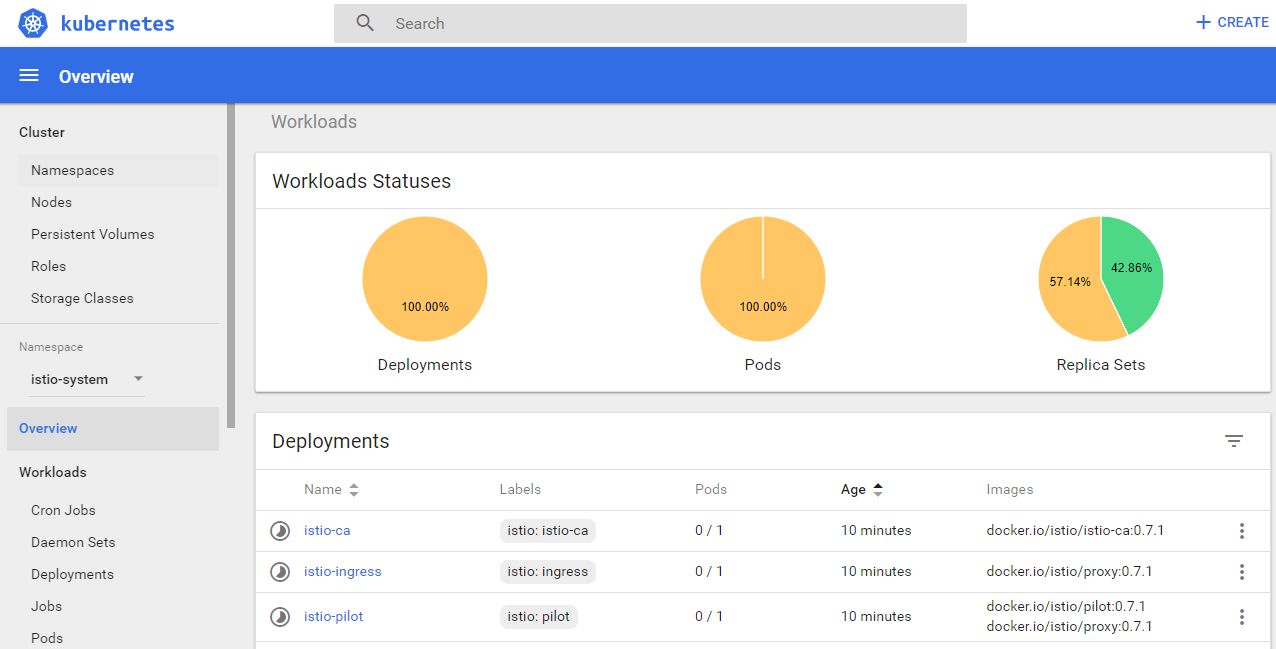 kubernetes
Search
CREATE
Overview
Cluster
Namespaces
Nodes
Persistent Volumes
Roles
Storage Classes
Namespace
istio-system
Overview
Workloads
Cron Jobs
Daemon Sets
Deployments
Jobs
Pods
Workloads
Workloads Statuses
100.00%
Deployments
100.00%
Pods
57.14%
42.86%
Replica Sets
Deployments
Name Labels Pods Age Images
istio-ca istio: istio-ca 0 / 1 10 minutes docker.io/istio/istio-ca:0.7.1
istio-ingress istio: ingress 0 / 1 10 minutes docker.io/istio/proxy:0.7.1
istio-pilot istio: pilot 0 / 1 10 minutes docker.io/istio/pilot:0.7.1
docker.io/istio/proxy:0.7.1